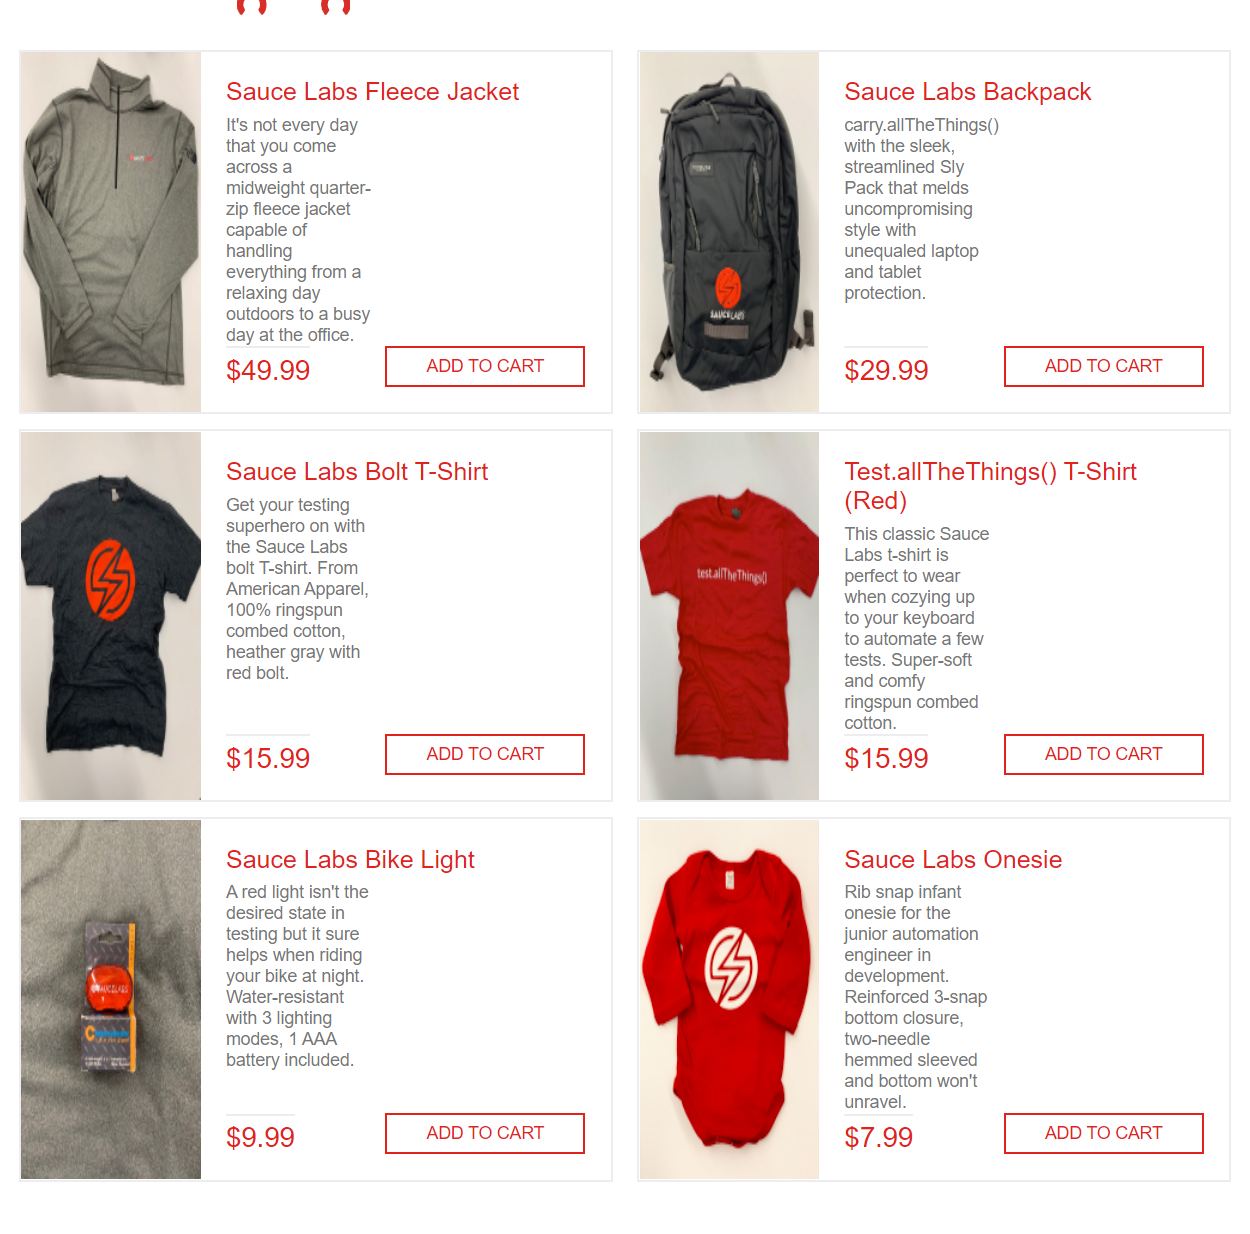 Sauce Labs Fleece Jacket
It's not every day
that you come
across a
midweight quarter-
zip fleece jacket
capable of
handling
everything from a
relaxing day
outdoors to a busy
day at the office.
$49.99
ADD TO CART
Sauce Labs Backpack
carry.allTheThings()
with the sleek,
streamlined Sly
Pack that melds
uncompromising
style with
unequaled laptop
and tablet
protection.
SAUCELABS
$29.99
ADD TO CART
Sauce Labs Bolt T-Shirt
Get your testing
superhero on with
the Sauce Labs
bolt T-shirt. From
American Apparel,
100% ringspun
combed cotton,
heather gray with
red bolt.
$15.99
ADD TO CART
Test.allTheThings() T-Shirt
(Red)
test.allTheThings()
This classic Sauce
Labs t-shirt is
perfect to wear
when cozying up
to your keyboard
to automate a few
tests. Super-soft
and comfy
ringspun combed
cotton.
$15.99
ADD TO CART
Sauce Labs Bike Light
A red light isn't the
desired state in
testing but it sure
helps when riding
your bike at night.
Water-resistant
with 3 lighting
modes, 1 AAA
battery included.
SAUCELABS
$9.99
ADD TO CART
Sauce Labs Onesie
Rib snap infant
onesie for the
junior automation
engineer in
development.
Reinforced 3-snap
bottom closure,
two-needle
hemmed sleeved
and bottom won't
unravel.
$7.99
ADD TO CART